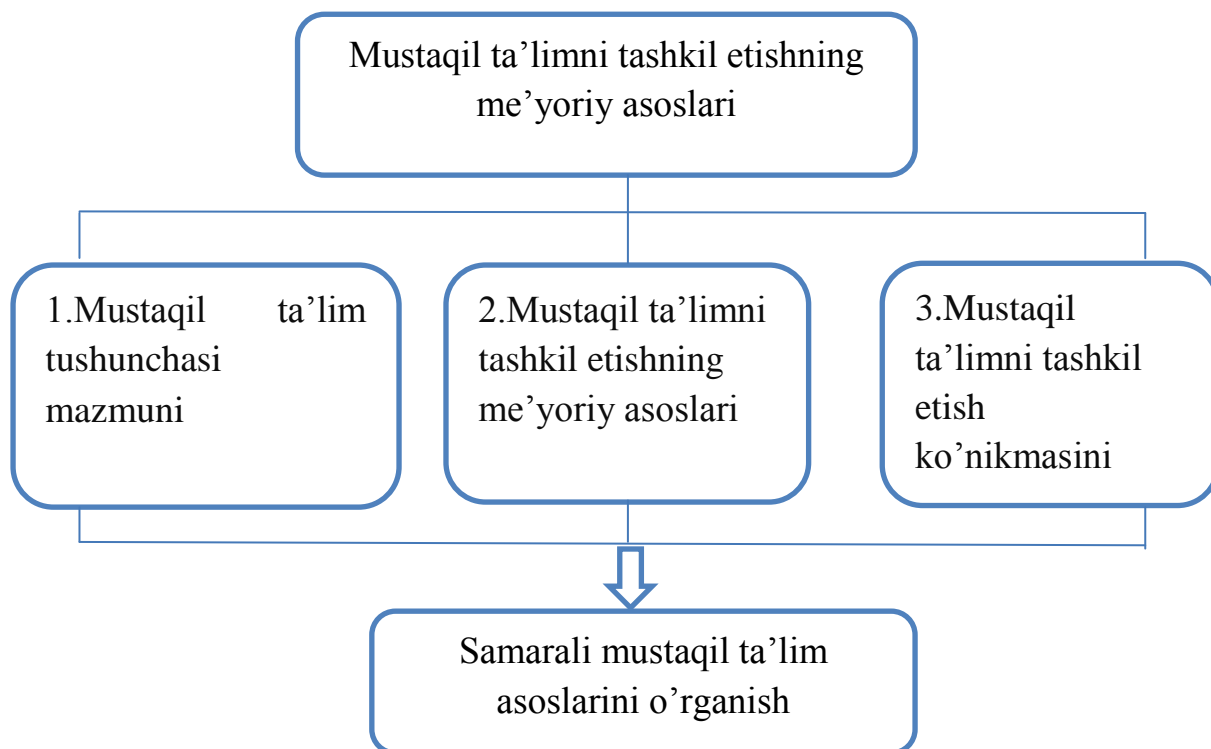 Mustaqil ta’limni tashkil etishning
me’yoriy asoslari
1.Mustaqil ta’lim
tushunchasi
mazmuni
2.Mustaqil ta’limni
tashkil etishning
me’yoriy asoslari
3.Mustaqil
ta’limni tashkil
etish
ko’nikmasini
Samarali mustaqil ta’lim
asoslarini o’rganish